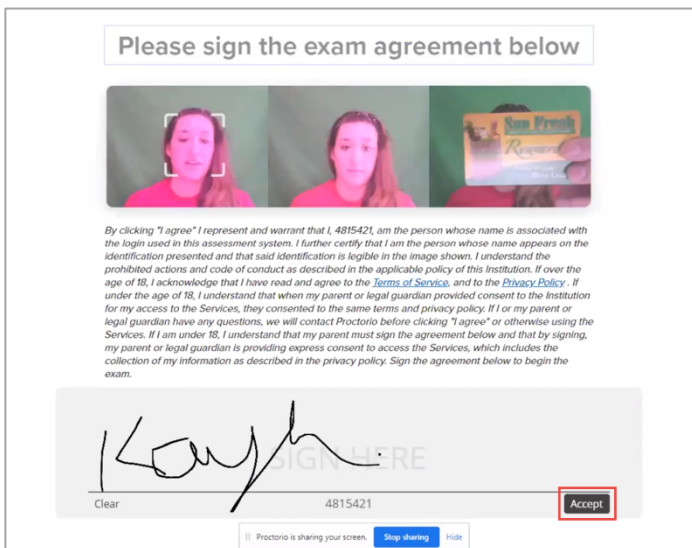 Please sign the exam agreement below
Sun Fresh
Rewards
By clicking "I agree" I represent and warrant that I, 4815421, am the person whose name is associated with
the login used in this assessment system. I further certify that I am the person whose name appears on the
identification presented and that said identification is legible in the image shown. I understand the
prohibited actions and code of conduct as described in the applicable policy of this Institution. If over the
age of 18, I acknowledge that I have read and agree to the Terms of Service, and to the Privacy Policy . If
under the age of 18, I understand that when my parent or legal guardian provided consent to the Institution
for my access to the Services, they consented to the same terms and privacy policy. If I or my parent or
legal guardian have any questions, we will contact Proctorio before clicking "I agree" or otherwise using the
Services. If I am under 18, I understand that my parent must sign the agreement below and that by signing,
my parent or legal guardian is providing express consent to access the Services, which includes the
collection of my information as described in the privacy policy. Sign the agreement below to begin the
exam.
SIGN HERE
Clear 4815421 Accept
Proctorio is sharing your screen. Stop sharing Hide